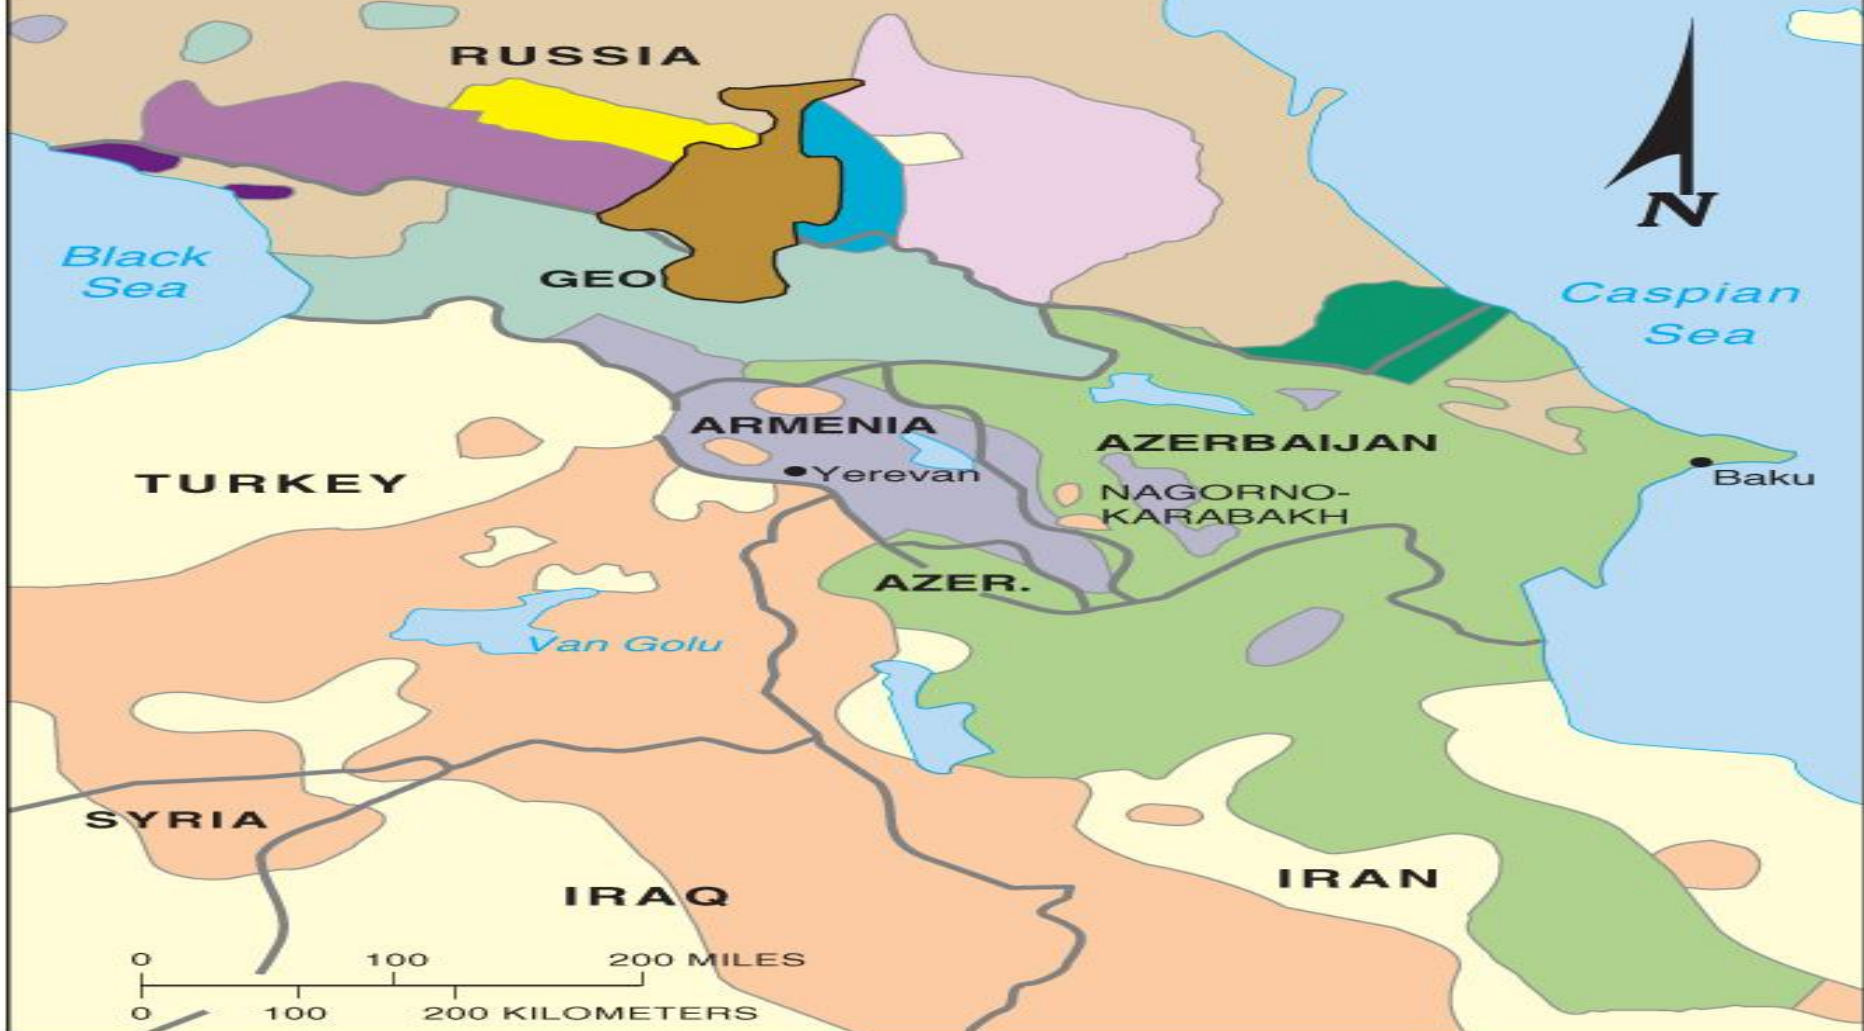 RUSSIA
N
Black
Sea
GEO
Caspian
Sea
ARMENIA
AZERBAIJAN
TURKEY
Yerevan
Baku
NAGORNO-
KARABAKH
AZER.
Van Golu
SYRIA
IRAN
IRAQ
0 100 200 MILES
0 100 200 KILOMETERS